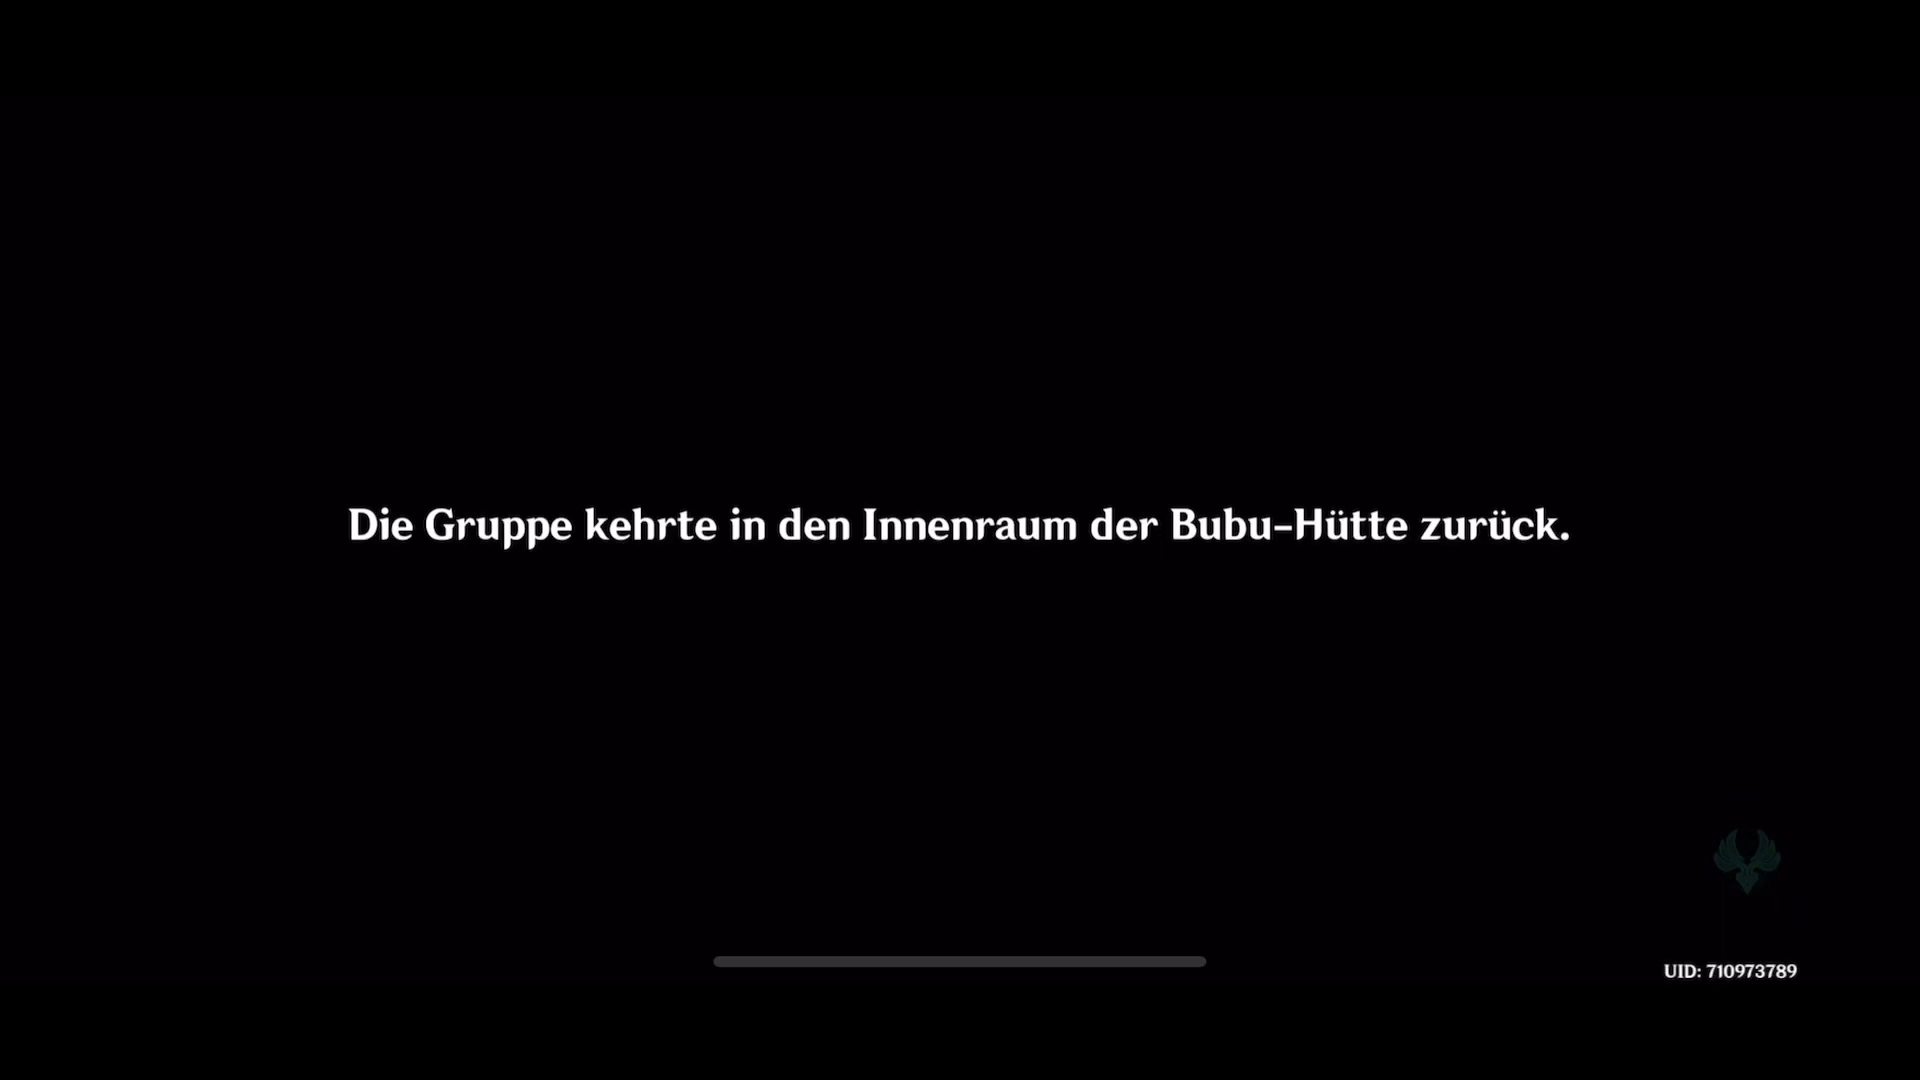 Die Gruppe kehrte in den Innenraum der Bubu-Hütte zurück.
UID: 710973789